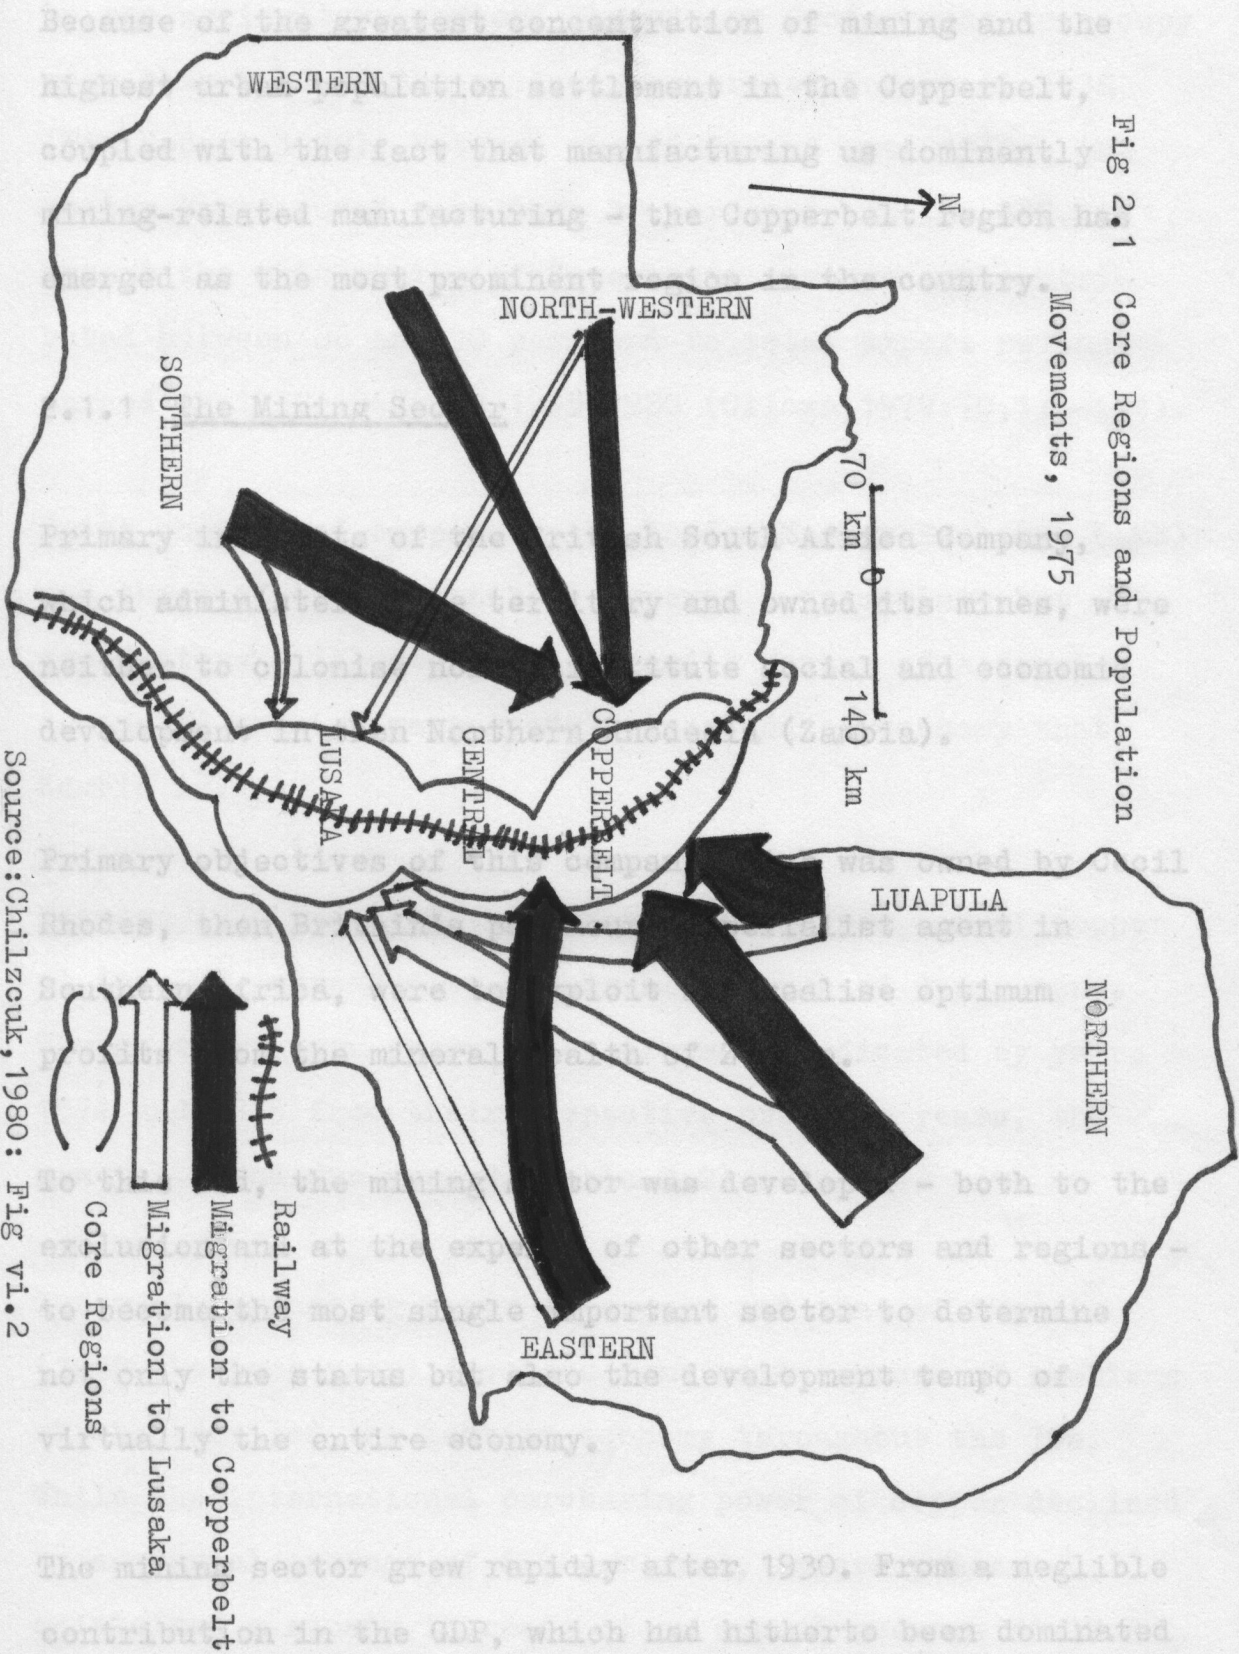 Fig 2.1 Core Regions and Population
Movements, 1975
N
70 km 0 140 km
WESTERN
NORTH-WESTERN
SOUTHERN
LUSAKA
CENTRAL
COPPERBELT
LUAPULA
NORTHERN
EASTERN
Railway
Migration to Copperbelt
Migration to Lusaka
Core Regions
Source:Chilzcuk,1980: Fig vi.2
Because of the greatest concentration of mining and the
highest urban population settlement in the Copperbelt,
coupled with the fact that manufacturing us dominantly
mining-related manufacturing - the Copperbelt region has
emerged as the most prominent region in the country.
2.1.1 The Mining Sector
Primary interests of the British South Africa Company,
which administered the territory and owned its mines, were
neither to colonise nor institute social and economic
development in then Northern Rhodesia (Zambia).
Primary objectives of this company which was owned by Cecil
Rhodes, then Britain's imperialist agent in
Southern Africa, were to exploit and realise optimum
profits from the mineral wealth of
To this end, the mining sector was developed - both to the
exclusion and at the expense of other sectors and regions -
to become the most single important sector to determine
not only the status but also the development tempo of
virtually the entire economy.
The mining sector grew rapidly after 1930. From a neglible
contribution in the GDP, which had hitherto been dominated